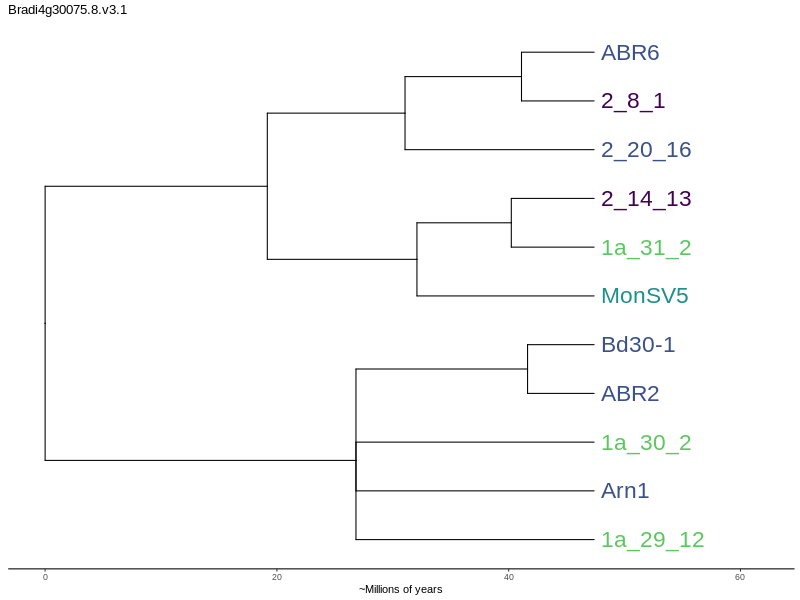 Bradi4g30075.8.v3.1
ABR6
2_8_1
2_20_16
2_14_13
1a_31_2
MonSV5
Bd30-1
ABR2
1a_30_2
Arn1
1a_29_12
0 20 40 60
~Millions of years